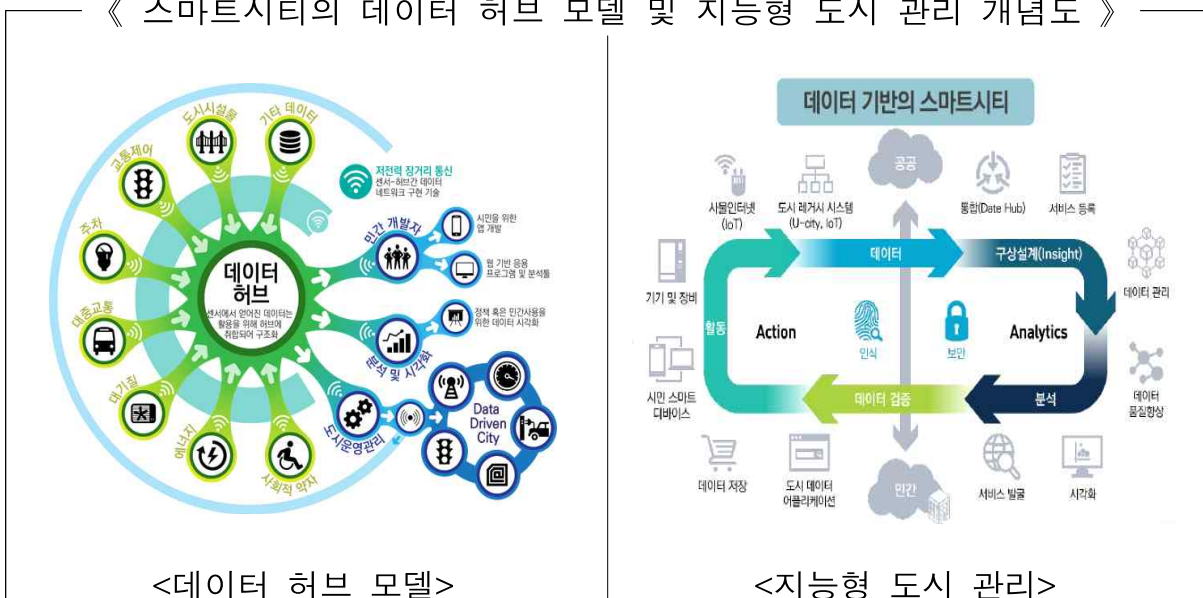 《 스마트시티의 데이터 허브 모델 및 지능형 도시 관리 개념도 》
도시시설물
기타 데이터
교통제어
주차
대중교통
대기질
에너지
사회적 약자
데이터
허브
센서에서 얻어진 데이터는
활용을 위해 허브에
취합되어 구조화
저전력 장거리 통신
센서-허브간 데이터
네트워크 구현 기술
민간 개발자
시민을 위한
앱 개발
웹 기반 응용
프로그램 및 분석툴
분석 및 시각화
정책 혹은 민간사용을
위한 데이터 시각화
도시운영관리
Data
Driven
City
<데이터 허브 모델>
데이터 기반의 스마트시티
공공
사물인터넷
(IoT)
도시 레거시 시스템
(U-city, IoT)
통합(Date Hub)
서비스 등록
데이터
구상설계(Insight)
기기 및 장비
데이터 관리
활동
Action
인식
보안
Analytics
시민 스마트
디바이스
데이터 검증
분석
데이터
품질향상
데이터 저장
도시 데이터
어플리케이션
민간
서비스 발굴
시각화
<지능형 도시 관리>